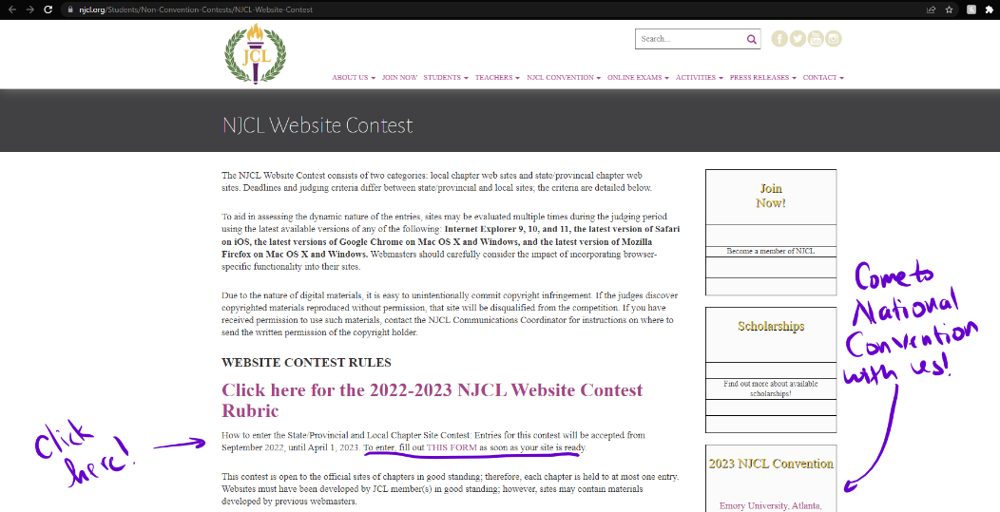 njcl.org/Students/Non-Convention-Contests/NJCL-Website-Contest
JCL
Search...
You
Tube
ABOUT US JOIN NOW STUDENTS TEACHERS NJCL CONVENTION ONLINE EXAMS ACTIVITIES PRESS RELEASES CONTACT
NJCL Website Contest
The NJCL Website Contest consists of two categories: local chapter web sites and state/provincial chapter web
sites. Deadlines and judging criteria differ between state/provincial and local sites; the criteria are detailed below.
To aid in assessing the dynamic nature of the entries, sites may be evaluated multiple times during the judging period
using the latest available versions of any of the following: Internet Explorer 9, 10, and 11, the latest version of Safari
on iOS, the latest versions of Google Chrome on Mac OS X and Windows, and the latest version of Mozilla
Firefox on Mac OS X and Windows. Webmasters should carefully consider the impact of incorporating browser-
specific functionality into their sites.
Due to the nature of digital materials, it is easy to unintentionally commit copyright infringement. If the judges discover
copyrighted materials reproduced without permission, that site will be disqualified from the competition. If you have
received permission to use such materials, contact the NJCL Communications Coordinator for instructions on where to
send the written permission of the copyright holder.
WEBSITE CONTEST RULES
Click here for the 2022-2023 NJCL Website Contest
Rubric
Click
here!
How to enter the State/Provincial and Local Chapter Site Contest: Entries for this contest will be accepted from
September 2022, until April 1, 2023. To enter, fill out THIS FORM as soon as your site is ready.
This contest is open to the official sites of chapters in good standing; therefore, each chapter is held to at most one entry.
Websites must have been developed by JCL member(s) in good standing; however, sites may contain materials
developed by previous webmasters.
Join
Now!
Become a member of NJCL
Scholarships
Find out more about available
scholarships!
2023 NJCL Convention
Emory University, Atlanta,
Come to
National
Convention
with us!